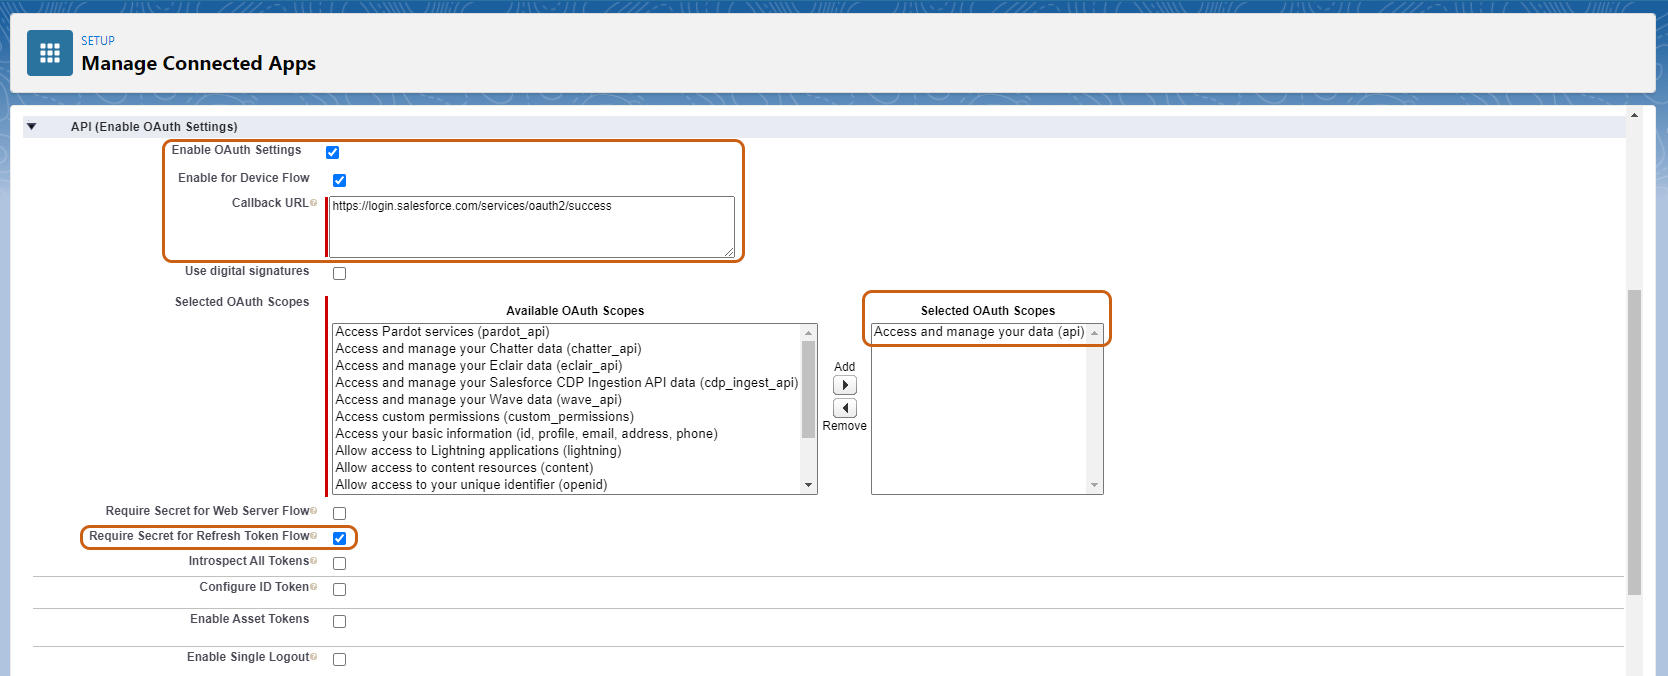 SETUP
Manage Connected Apps
API (Enable OAuth Settings)
Enable OAuth Settings
Enable for Device Flow
Callback URL
https://login.salesforce.com/services/oauth2/success
Use digital signatures
Selected OAuth Scopes
Available OAuth Scopes
Access Pardot services (pardot_api)
Access and manage your Chatter data (chatter_api)
Access and manage your Eclair data (eclair_api)
Access and manage your Salesforce CDP Ingestion API data (cdp_ingest_api)
Access and manage your Wave data (wave_api)
Access custom permissions (custom_permissions)
Access your basic information (id, profile, email, address, phone)
Allow access to Lightning applications (lightning)
Allow access to content resources (content)
Allow access to your unique identifier (openid)
Add
Remove
Selected OAuth Scopes
Access and manage your data (api)
Require Secret for Web Server Flow
Require Secret for Refresh Token Flow
Introspect All Tokens
Configure ID Token
Enable Asset Tokens
Enable Single Logout